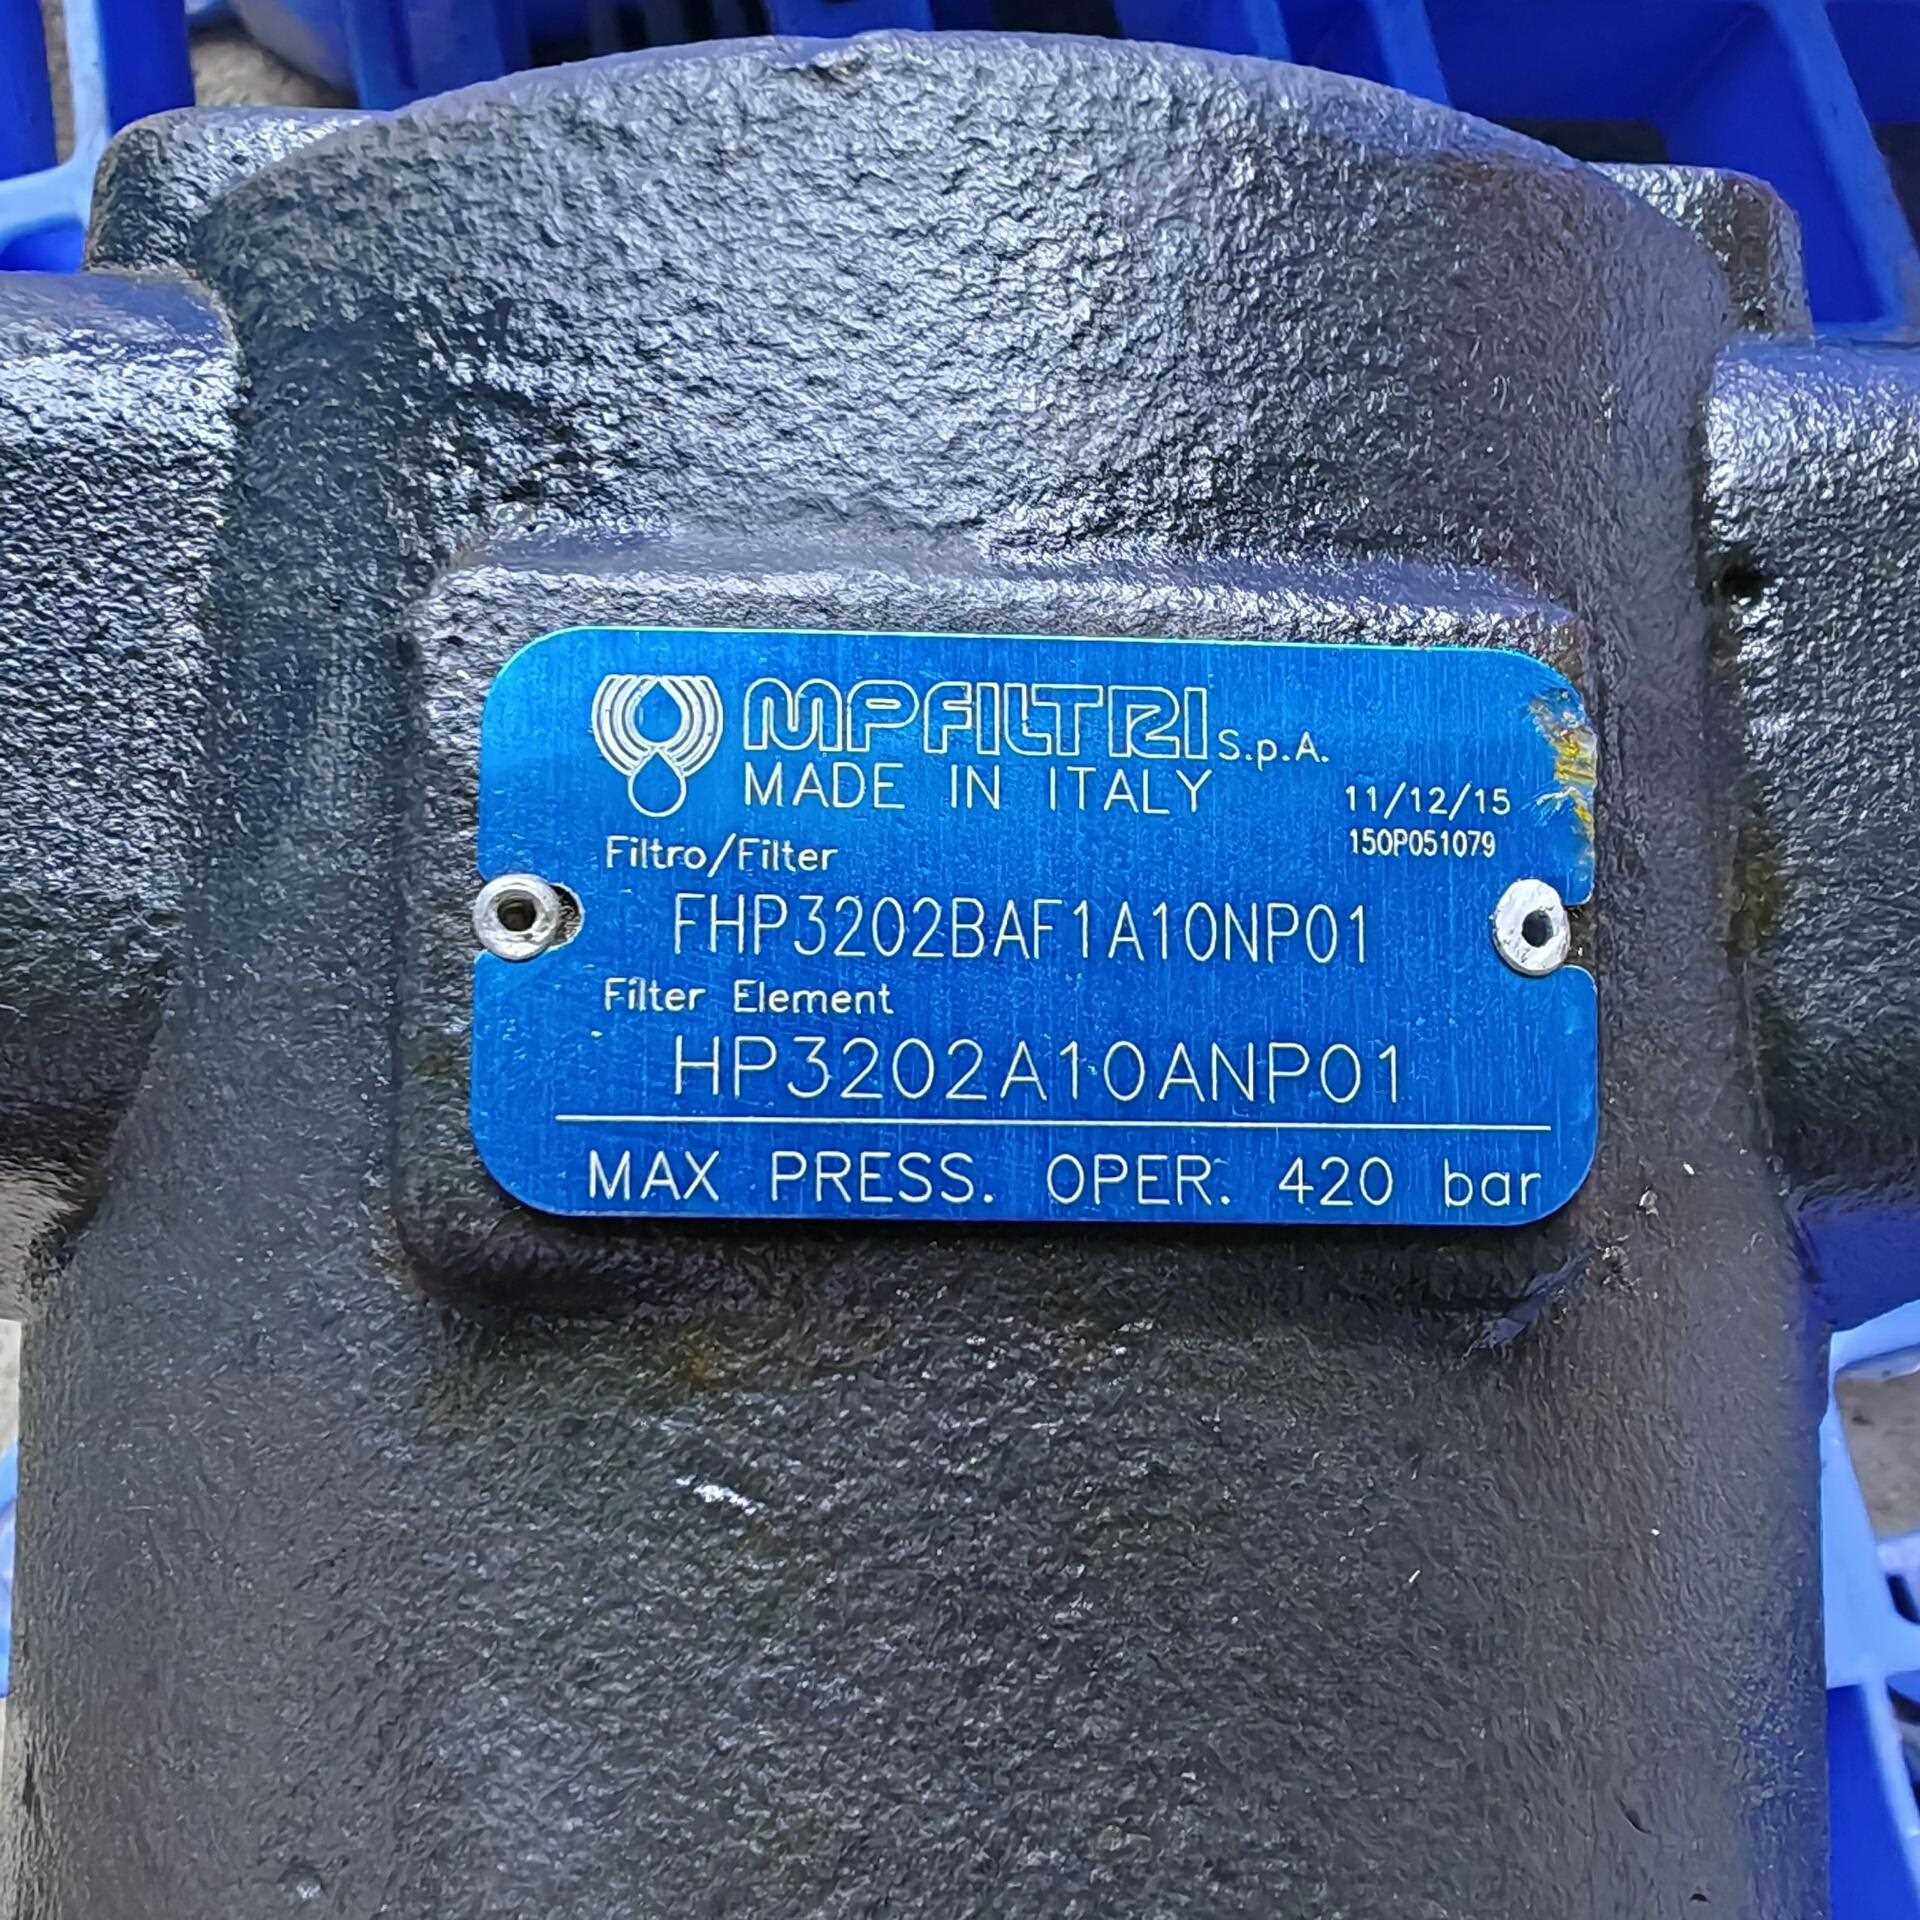 MPFILTRI S.p.A.
MADE IN ITALY
11/12/15
150P051079
Filtro/Filter
FHP3202BAF1A10NP01
Filter Element
HP3202A10ANP01
MAX PRESS. OPER. 420 bar